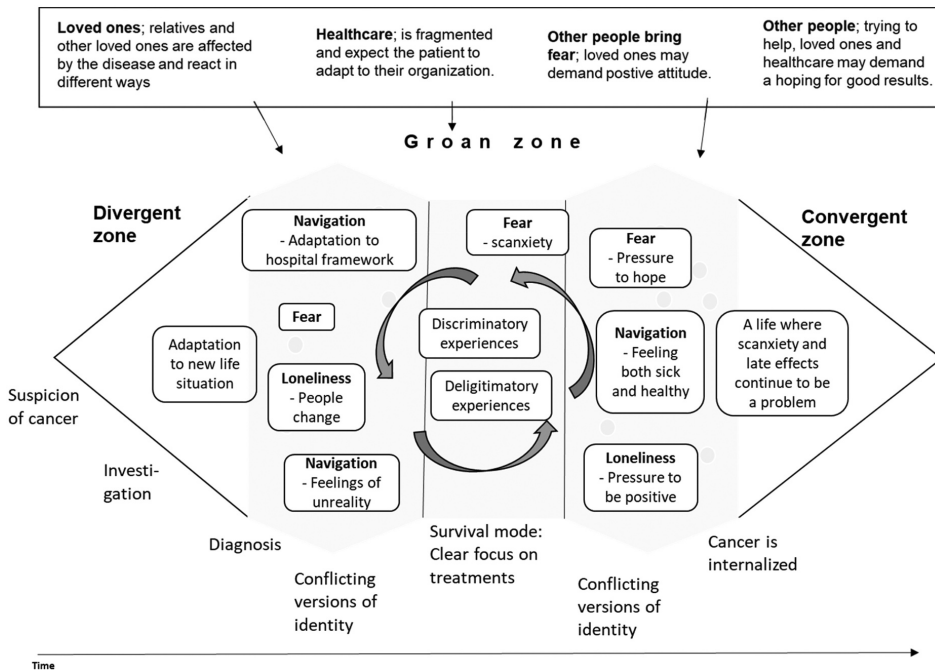 Loved ones; relatives and
other loved ones are affected
by the disease and react in
different ways
Healthcare; is fragmented
and expect the patient to
adapt to their organization.
Other people bring
fear; loved ones may
demand postive attitude.
Other people; trying to
help, loved ones and
healthcare may demand
a hoping for good results.
Groan zone
Divergent
zone
Convergent
zone
Navigation
- Adaptation to
hospital framework
Fear
- scanxiety
Fear
- Pressure
to hope
Fear
Discriminatory
experiences
Adaptation
to new life
situation
Loneliness
- People
change
Deligitimatory
experiences
Navigation
- Feeling
both sick
and healthy
A life where
scanxiety and
late effects
continue to be
a problem
Suspicion
of cancer
Navigation
- Feelings of
unreality
Loneliness
- Pressure to
be positive
Investi-
gation
Diagnosis
Survival mode:
Clear focus on
treatments
Cancer is
internalized
Conflicting
versions of
identity
Conflicting
versions of
identity
Time